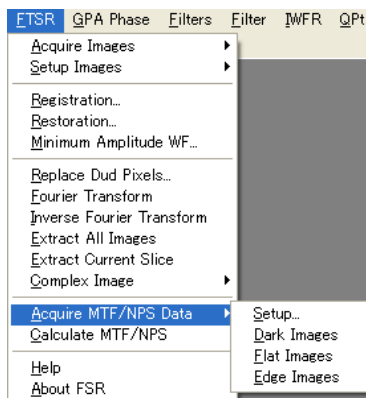 FTSR GPA Phase Filters Filter IWFR QPt
Acquire Images
Setup Images
Registration...
Restoration...
Minimum Amplitude WF...
Replace Dud Pixels...
Fourier Transform
Inverse Fourier Transform
Extract All Images
Extract Current Slice
Complex Image
Acquire MTF/NPS Data
Setup...
Dark Images
Calculate MTF/NPS
Flat Images
Edge Images
Help
About FSR